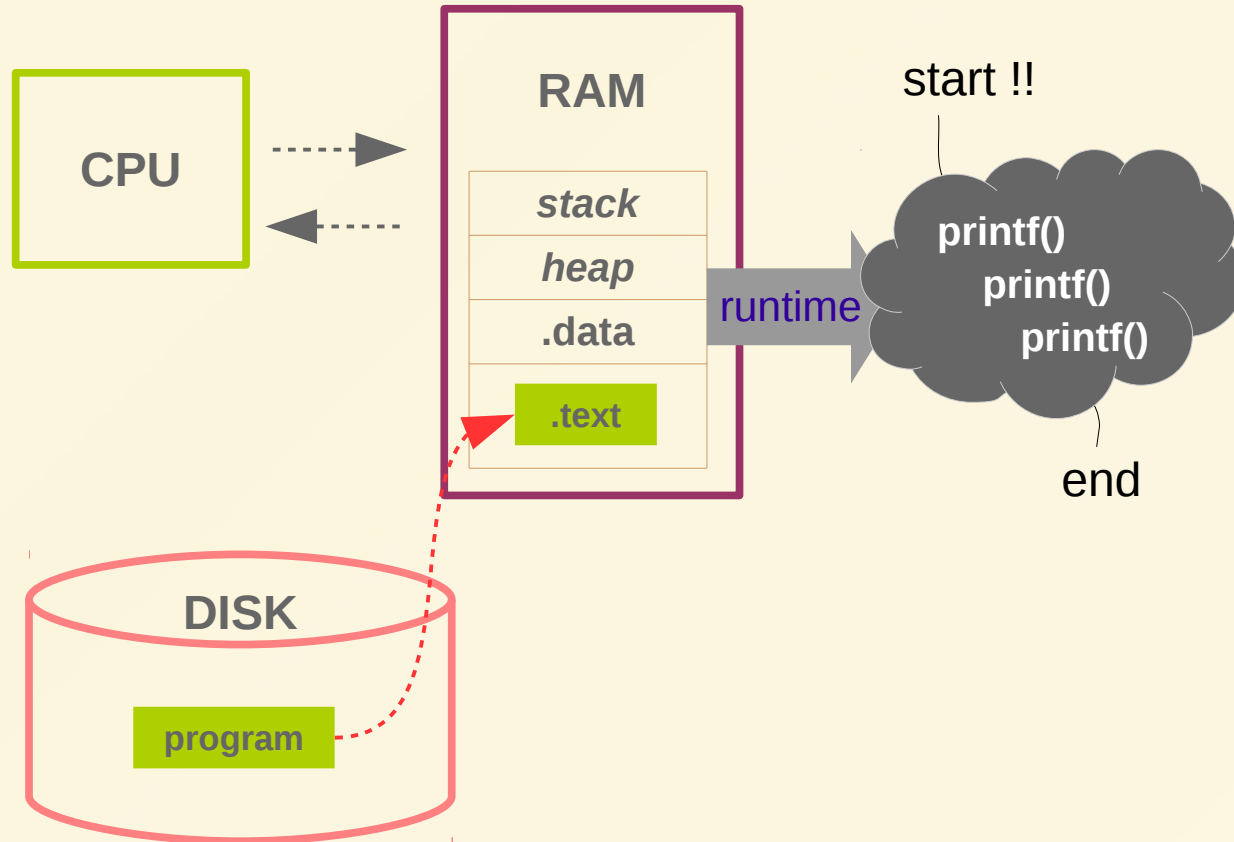 CPU
RAM
stack
heap
.data
.text
runtime
start !!
printf()
printf()
printf()
end
DISK
program